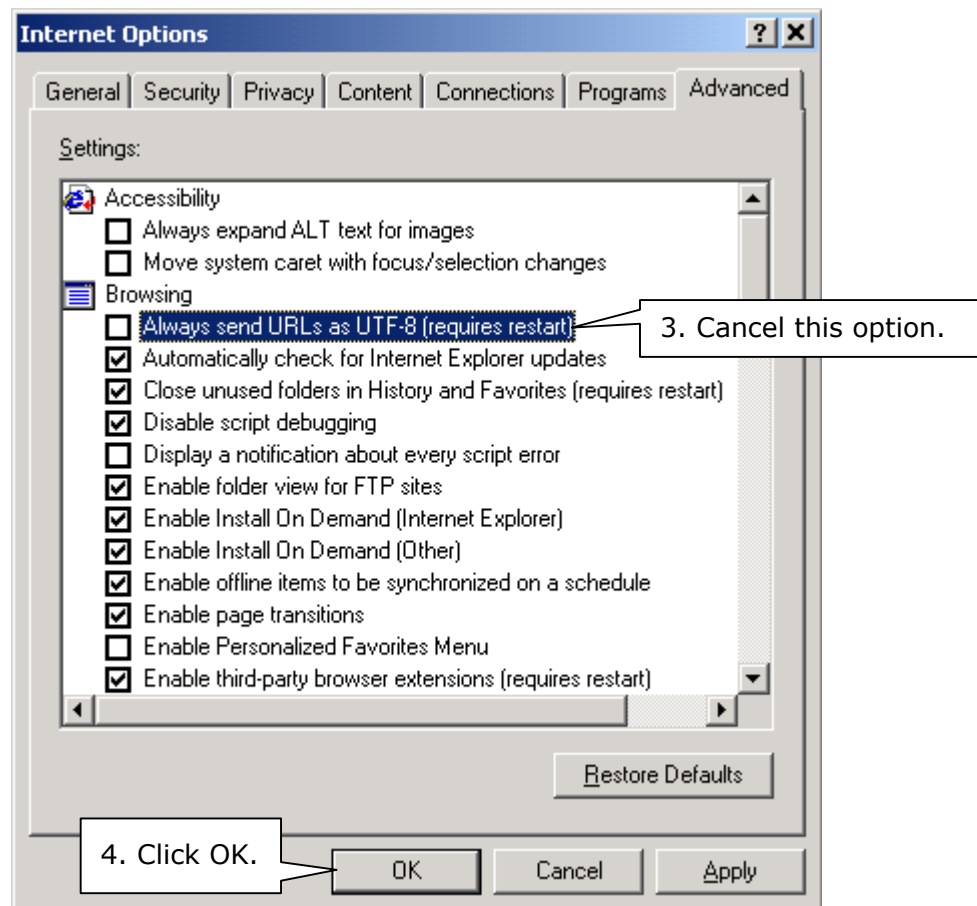 Internet Options
General Security Privacy Content Connections Programs Advanced
Settings:
Accessibility
Always expand ALT text for images
Move system caret with focus/selection changes
Browsing
Always send URLs as UTF-8 (requires restart)
3. Cancel this option.
Automatically check for Internet Explorer updates
Close unused folders in History and Favorites (requires restart)
Disable script debugging
Display a notification about every script error
Enable folder view for FTP sites
Enable Install On Demand (Internet Explorer)
Enable Install On Demand (Other)
Enable offline items to be synchronized on a schedule
Enable page transitions
Enable Personalized Favorites Menu
Enable third-party browser extensions (requires restart)
Restore Defaults
4. Click OK.
OK Cancel Apply